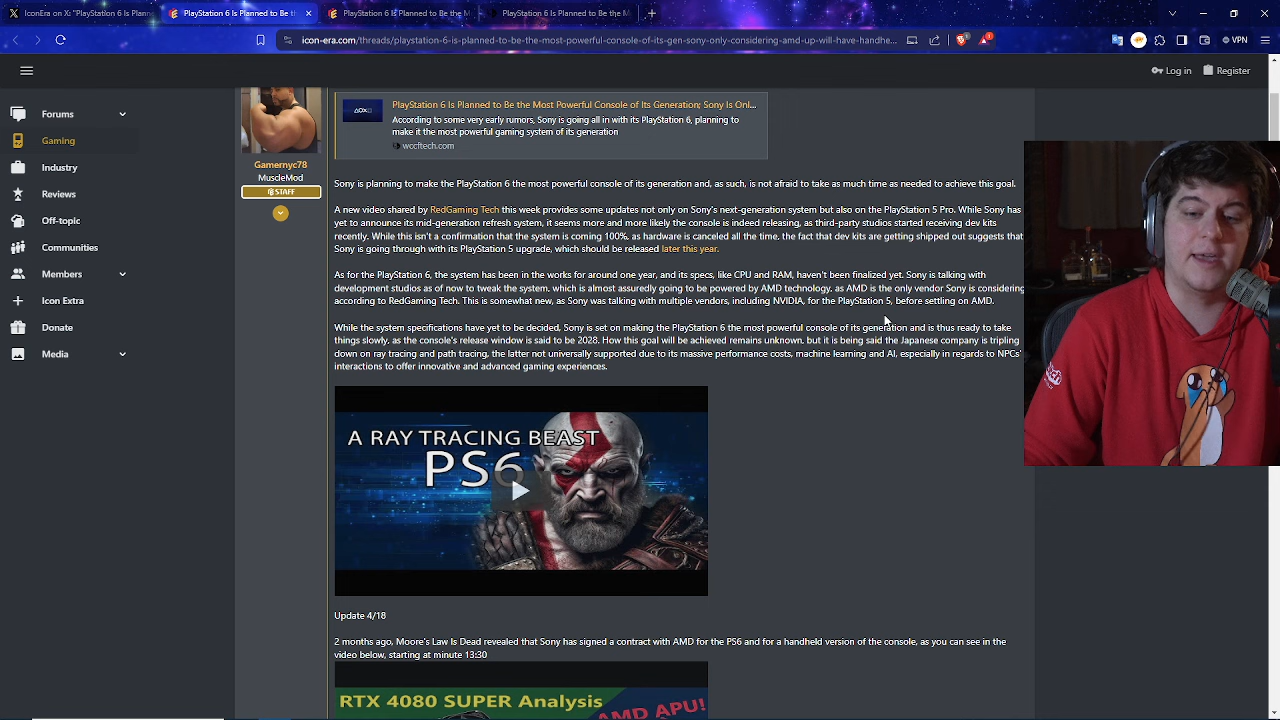 IconEra on X: "PlayStation 6 Is Plann
PlayStation 6 Is Planned to Be th
PlayStation 6 Is Planned to Be the M
PlayStation 6 Is Planned to Be the M
icon-era.com/threads/playstation-6-is-planned-to-be-the-most-powerful-console-of-its-gen-sony-only-considering-amd-up-will-have-handhe...
VPN
Log in
Register
Forums
Gaming
Industry
Reviews
Off-topic
Communities
Members
Icon Extra
Donate
Media
Gamernyc78
MuscleMod
STAFF
PlayStation 6 Is Planned to Be the Most Powerful Console of Its Generation; Sony Is Onl...
According to some very early rumors, Sony is going all in with its PlayStation 6, planning to
make it the most powerful gaming system of its generation
wccftech.com
Sony is planning to make the PlayStation 6 the most powerful console of its generation and, as such, is not afraid to take as much time as needed to achieve this goal.
A new video shared by RedGaming Tech this week provides some updates not only on Sony's next-generation system but also on the PlayStation 5 Pro. While Sony has
yet to announce its mid-generation refresh system, it seems more and more likely the console is indeed releasing, as third-party studios started receiving dev kits
recently. While this isn't a confirmation that the system is coming 100%, as hardware is canceled all the time, the fact that dev kits are getting shipped out suggests that
Sony is going through with its PlayStation 5 upgrade, which should be released later this year.
As for the PlayStation 6, the system has been in the works for around one year, and its specs, like CPU and RAM, haven't been finalized yet. Sony is talking with
development studios as of now to tweak the system, which is almost assuredly going to be powered by AMD technology, as AMD is the only vendor Sony is considering
according to RedGaming Tech. This is somewhat new, as Sony was talking with multiple vendors, including NVIDIA, for the PlayStation 5, before settling on AMD.
While the system specifications have yet to be decided, Sony is set on making the PlayStation 6 the most powerful console of its generation and is thus ready to take
things slowly, as the console's release window is said to be 2028. How this goal will be achieved remains unknown, but it is being said the Japanese company is tripling
down on ray tracing and path tracing, the latter not universally supported due to its massive performance costs, machine learning and AI, especially in regards to NPCs'
interactions to offer innovative and advanced gaming experiences.
A RAY TRACING BEAST
PS6
Update 4/18
2 months ago, Moore's Law Is Dead revealed that Sony has signed a contract with AMD for the PS6 and for a handheld version of the console, as you can see in the
video below, starting at minute 13:30
RTX 4080 SUPER Analysis
AMD APU!